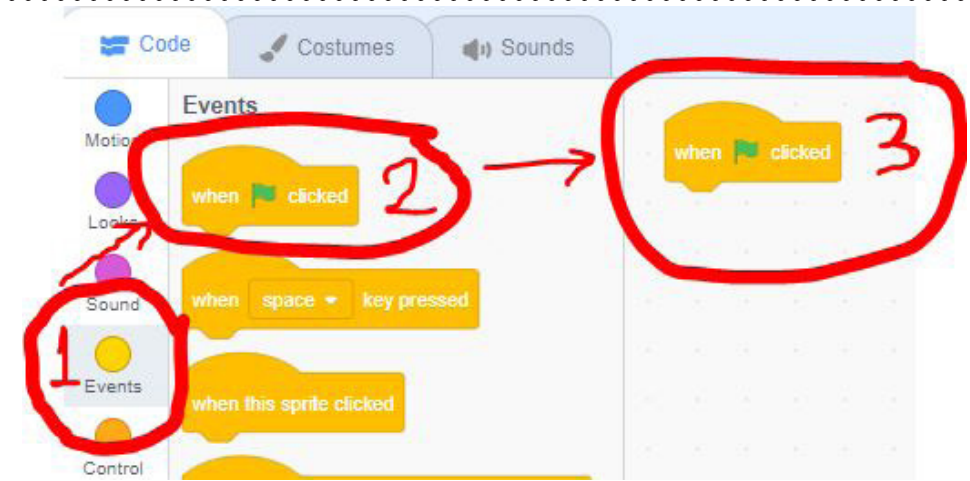 Code
Costumes
Sounds
Motion
Looks
Sound
1
Events
Control
Events
when clicked
2
when space key pressed
when this sprite clicked
when clicked
3